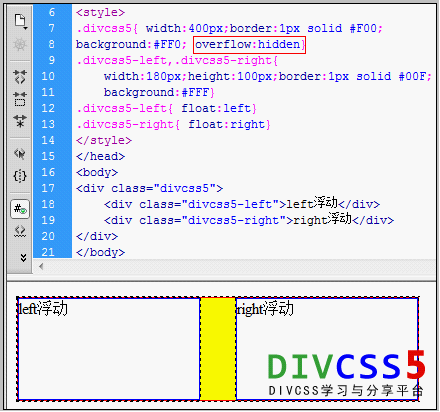 6 <style>
7 .divcss5{ width:400px;border:1px solid #F00;
8 background:#FF0; overflow:hidden}
9 .divcss5-left,.divcss5-right{
10 width:180px;height:100px;border:1px solid #00F;
11 background:#FFF}
12 .divcss5-left{ float:left}
13 .divcss5-right{ float:right}
14 </style>
15 </head>
16 <body>
17 <div class="divcss5">
18 <div class="divcss5-left">left浮动</div>
19 <div class="divcss5-right">right浮动</div>
20 </div>
21 </body>
left浮动 right浮动
DIVCSS5
DIVCSS学习与分享平台